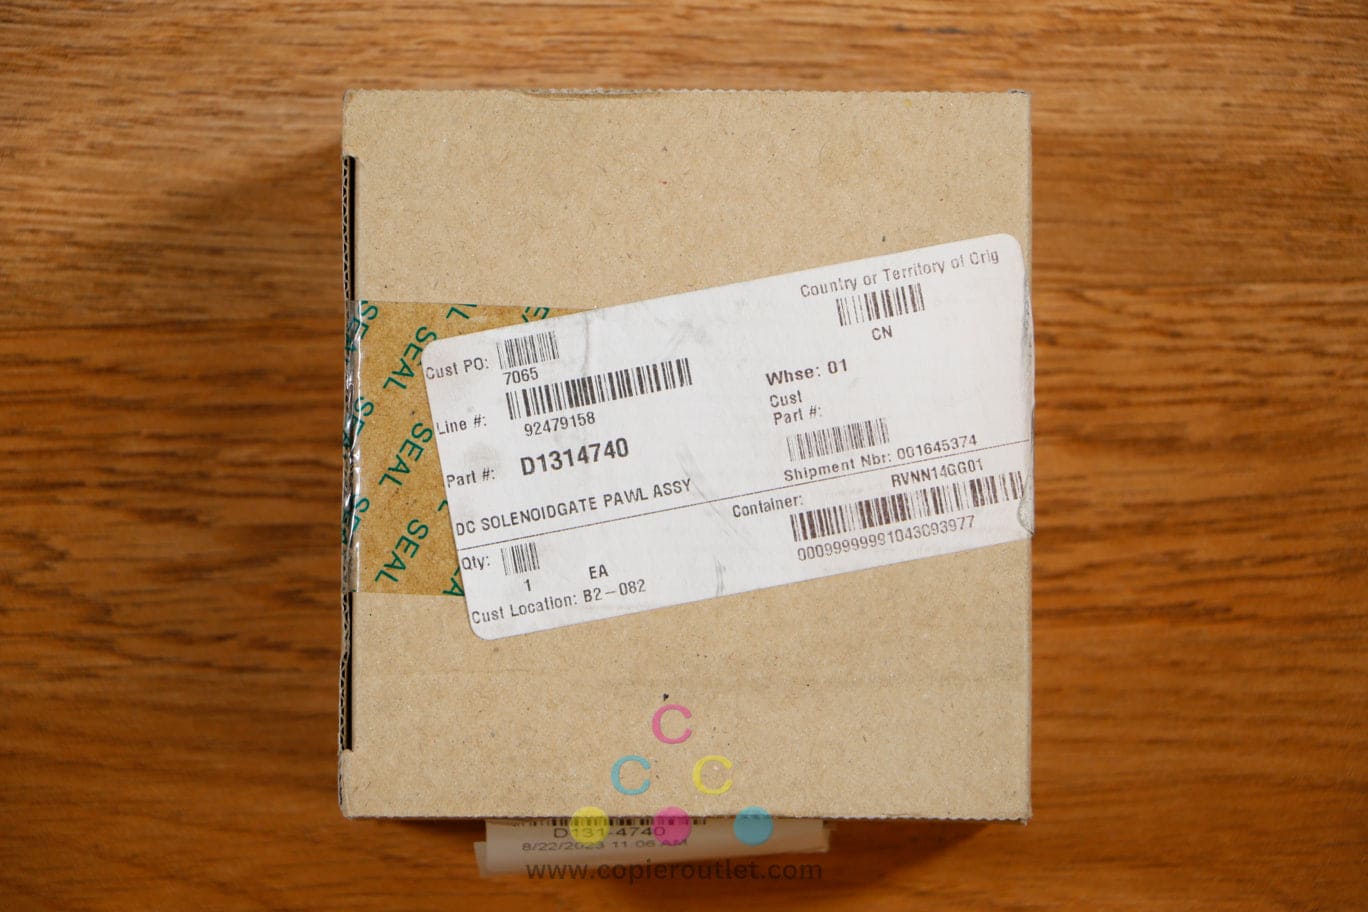 Country or Territory of Orig
CN
Cust PO:
7065
Whse: 01
Line #:
92479158
Cust
Part #:
Part #: D1314740
Shipment Nbr: 001645374
DC SOLENOIDGATE PAWL ASSY
Container: RVNN14GG01
Qty:
1 EA
Cust Location: B2-082
SEAL
SEAL
SEAL
SEAL
C
C C
D131-4740
8/22/2023 11 06 AM
www.copieroutlet.com